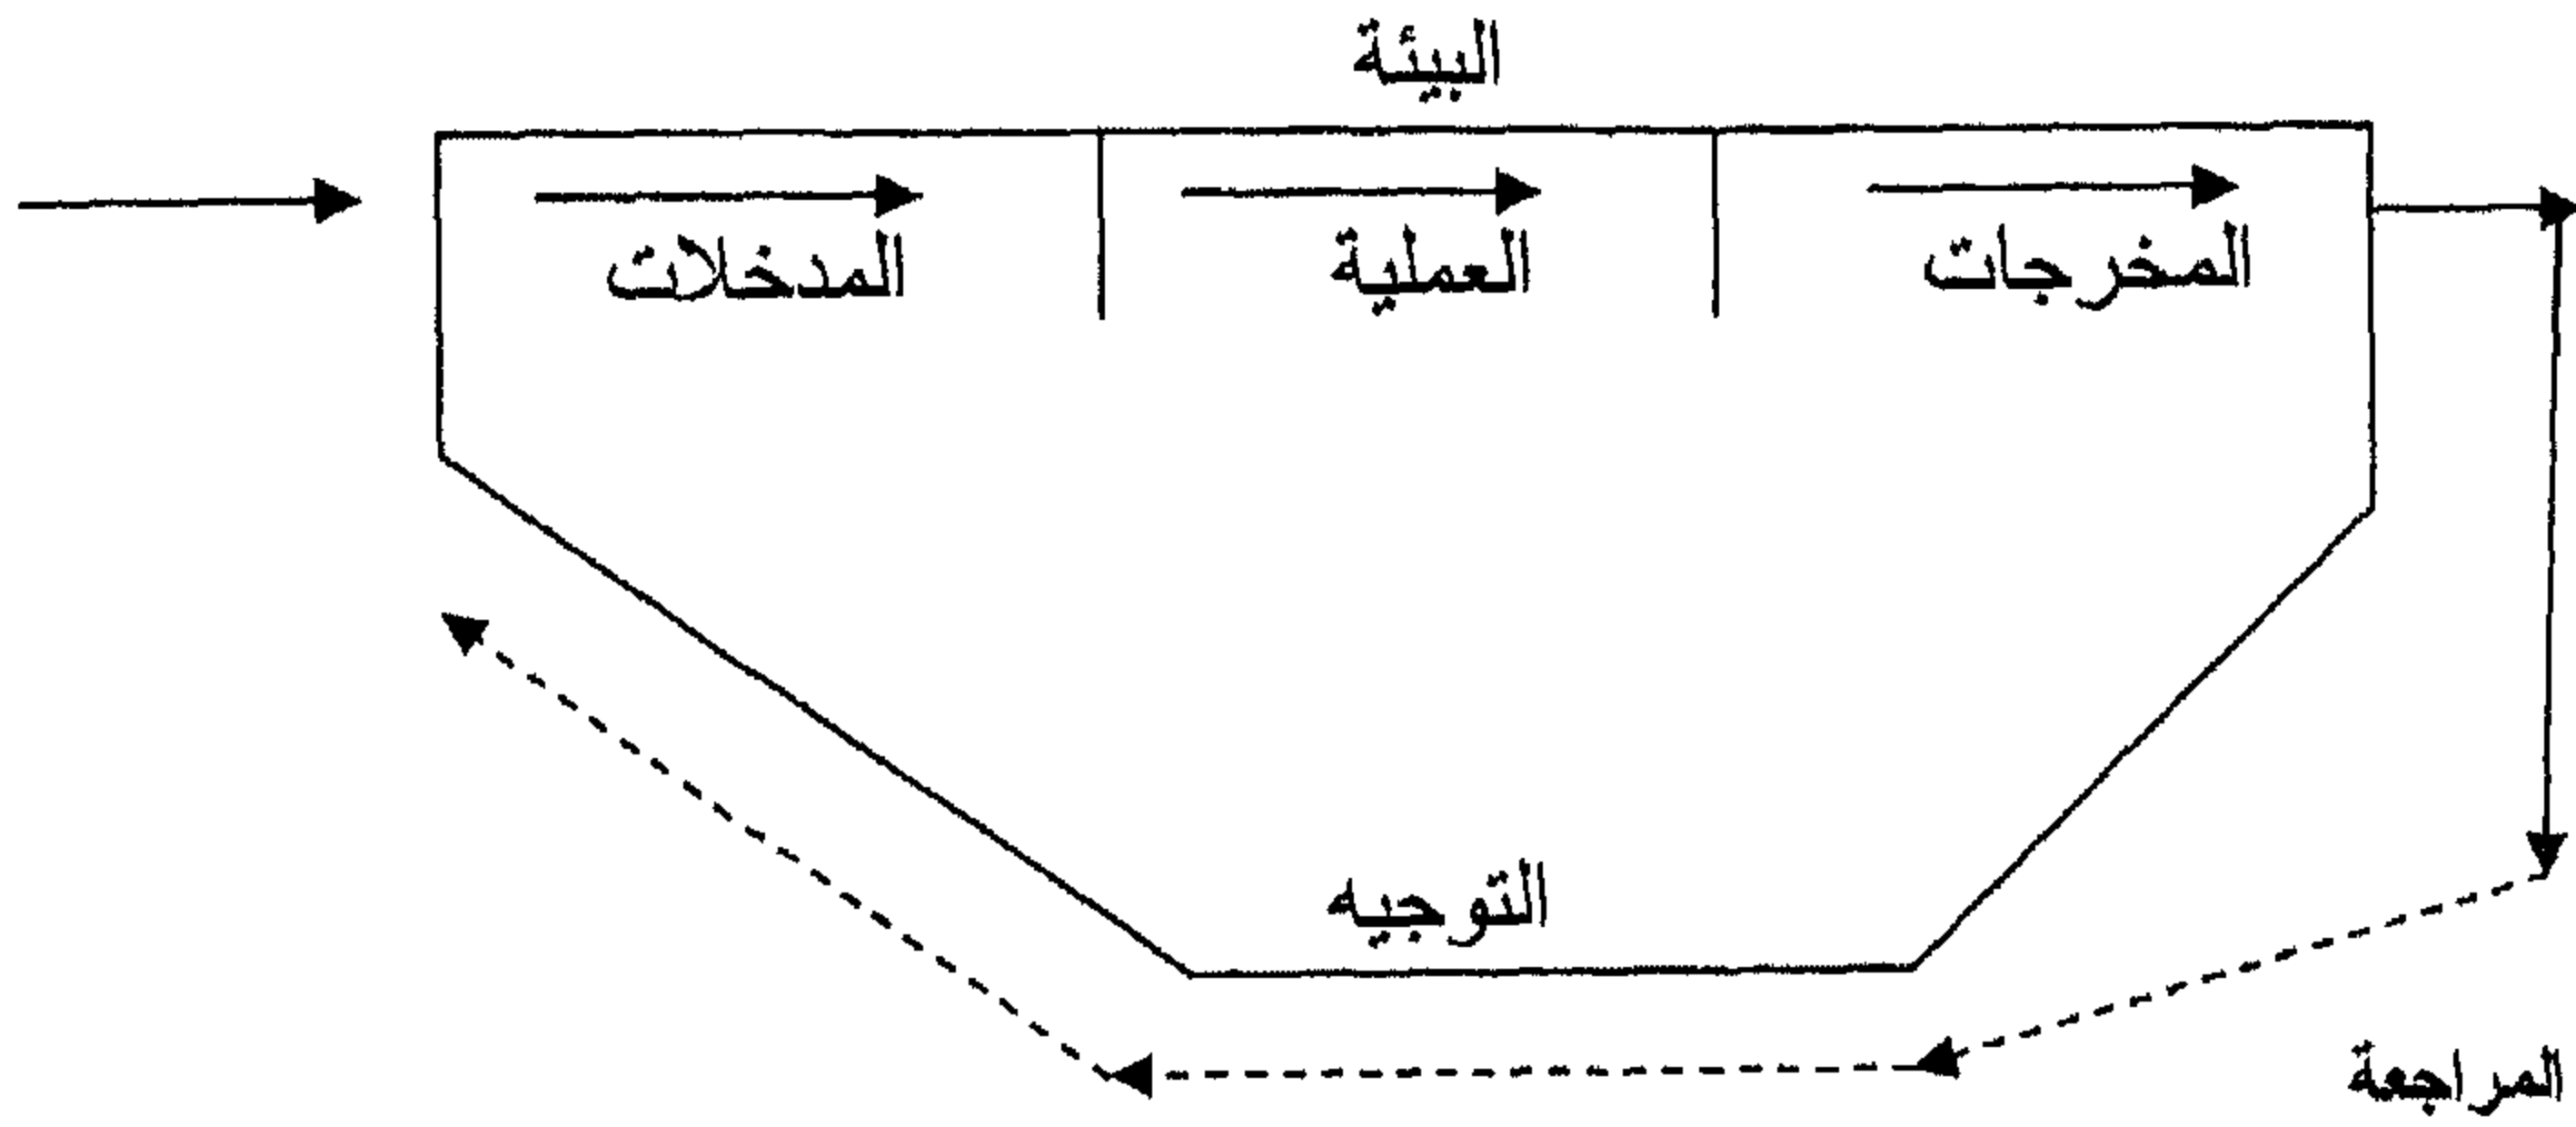 البيئة
المدخلات
العملية
المخرجات
التوجيه
المراجعة